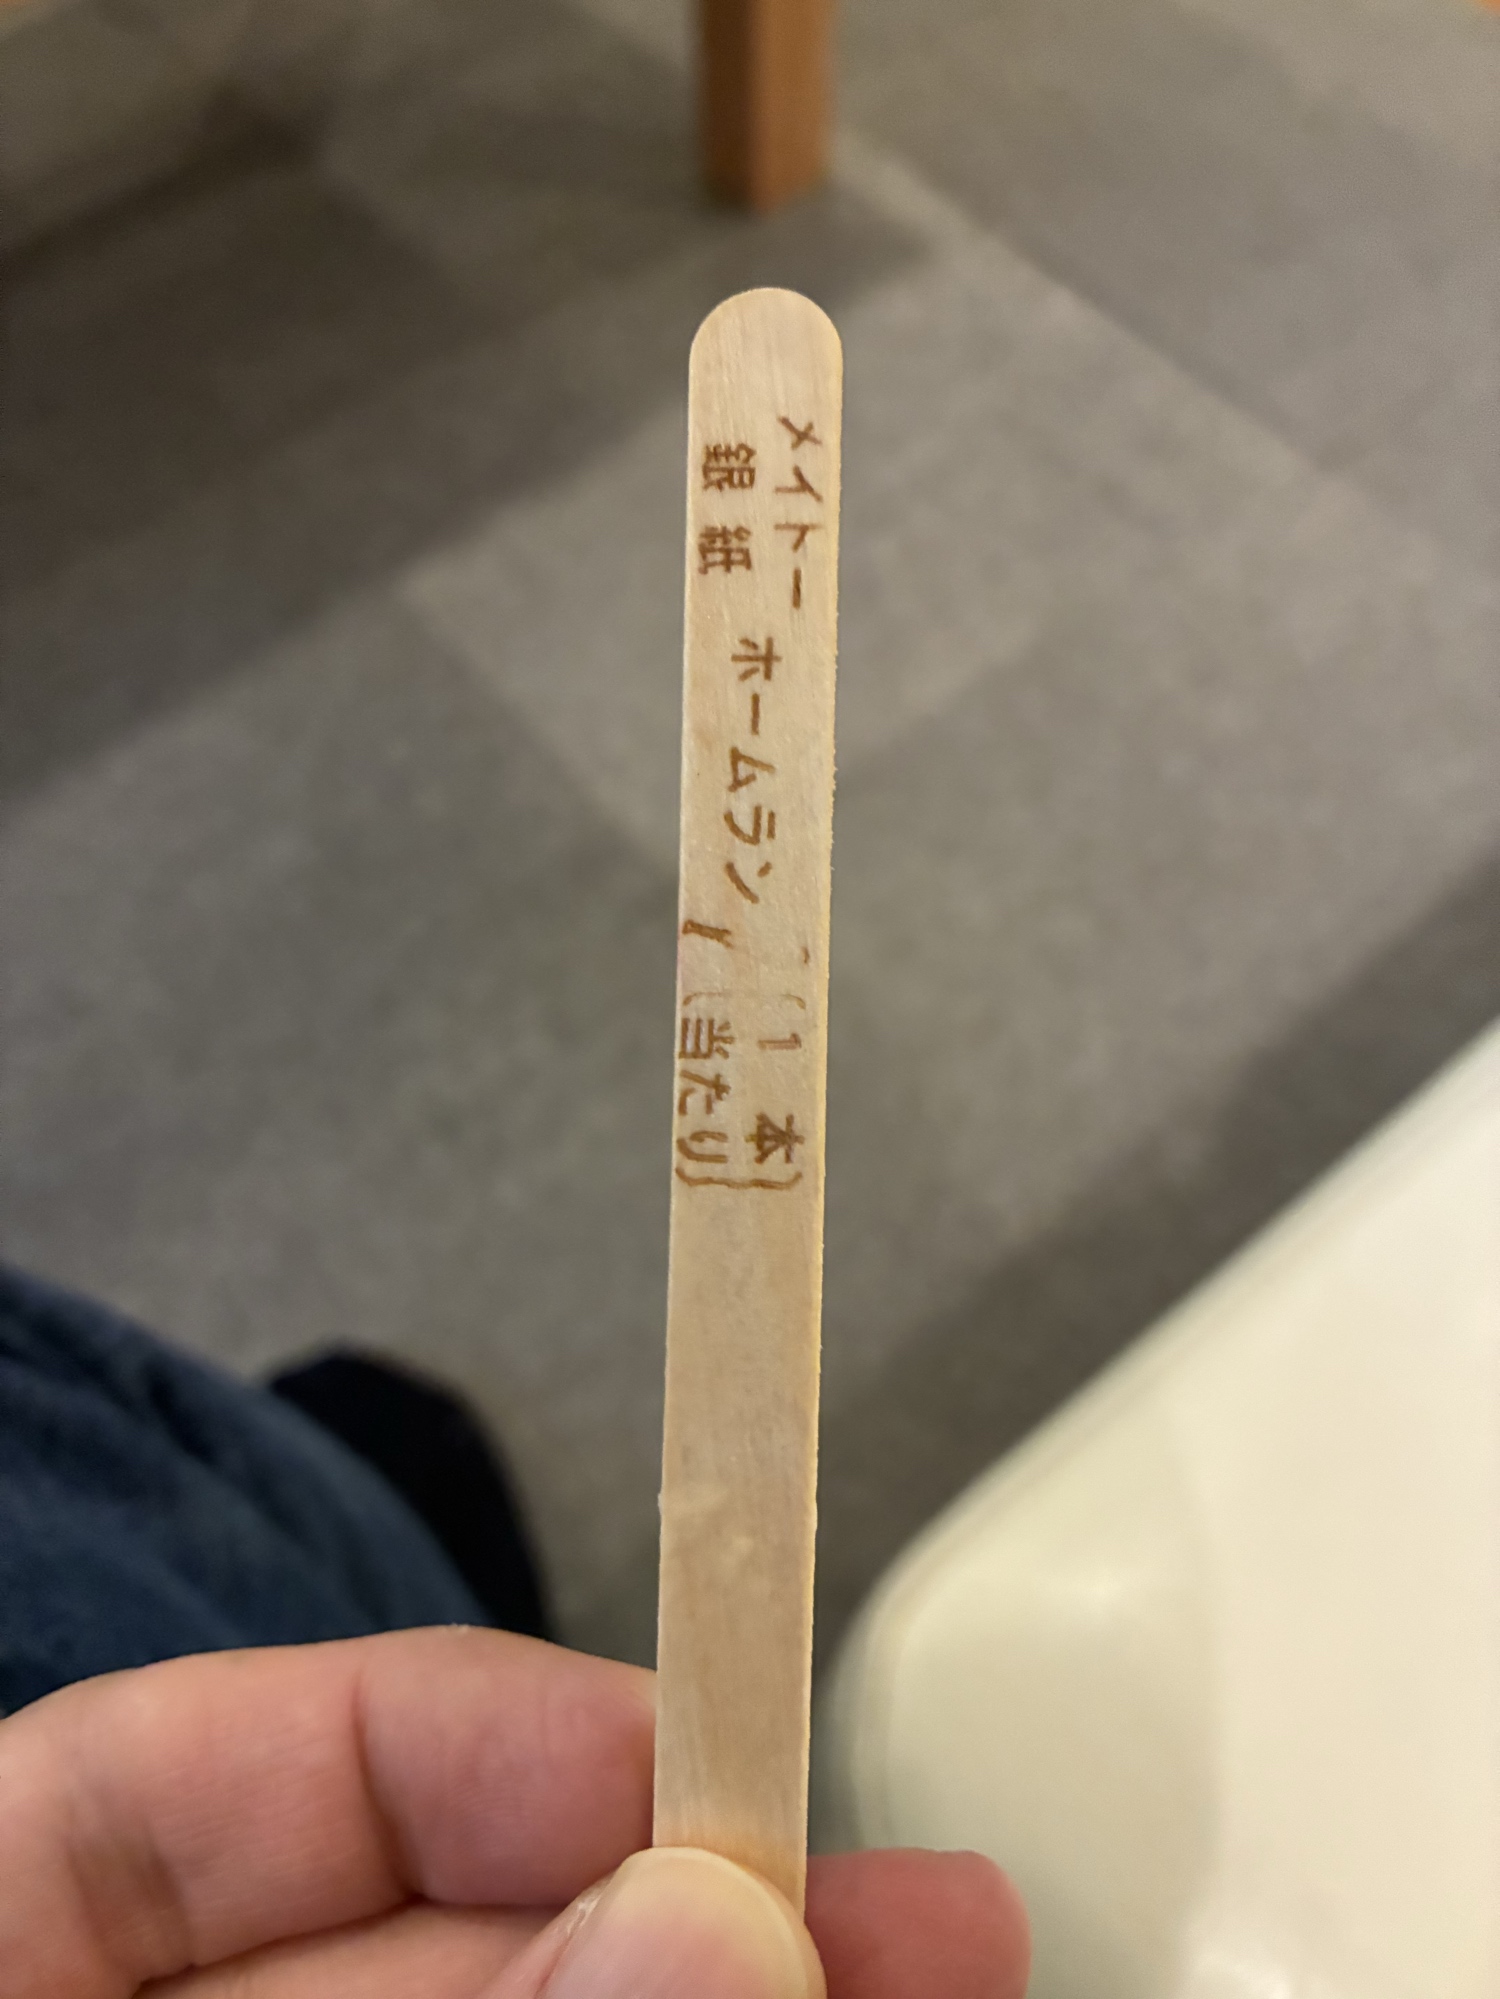 メイトー
銀紙
ホームラン
(1本
当たり)